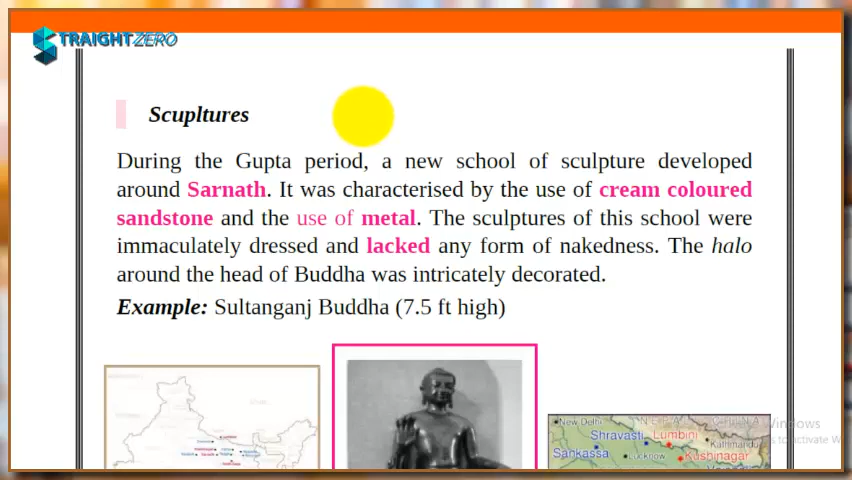 STRAIGHTZERO
Scupltures
During the Gupta period, a new school of sculpture developed
around Sarnath. It was characterised by the use of cream coloured
sandstone and the use of metal. The sculptures of this school were
immaculately dressed and lacked any form of nakedness. The halo
around the head of Buddha was intricately decorated.
Example: Sultanganj Buddha (7.5 ft high)
New Delhi
Shravasti Lumbini
Kathmandu
Sankassa Lucknow Kushinagar